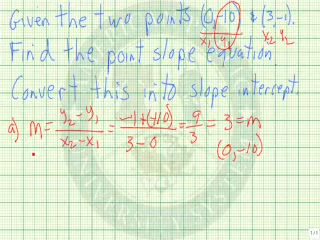 Given the two points (0,-10) & (3-1).
x₁ y₁ x₂ y₂
Find the point slope equation
Convert this into slope intercept.
a) m = y₂-y₁ / x₂-x₁ = -1+(+10) / 3-0 = 9/3 = 3 = m
(0,-10)